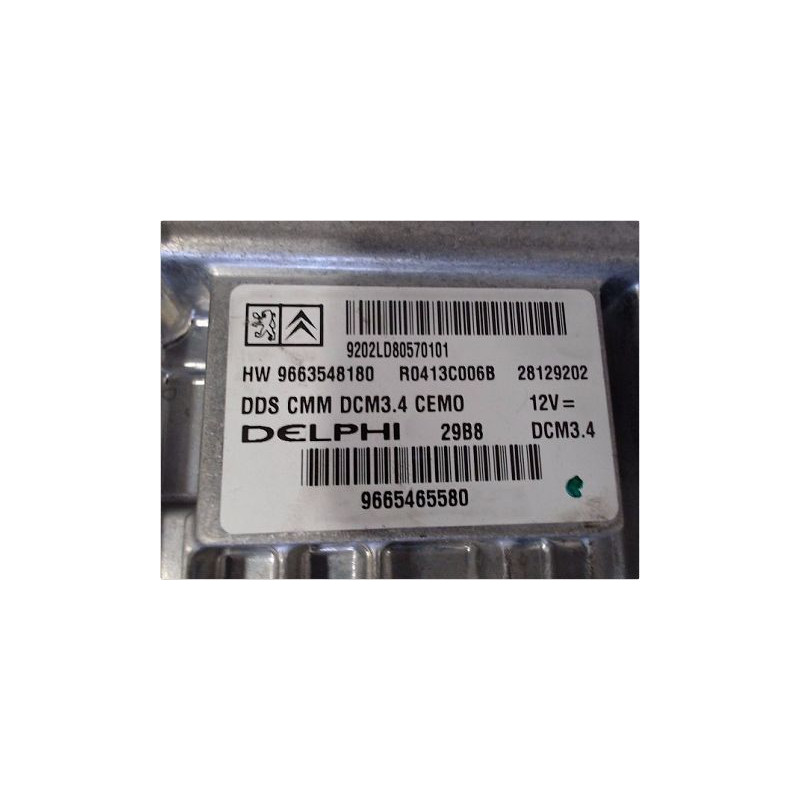 9202LD80570101
HW 9663548180 R0413C006B 28129202
DDS CMM DCM3.4 CEMO 12V=
DELPHI 29B8 DCM3.4
9665465580